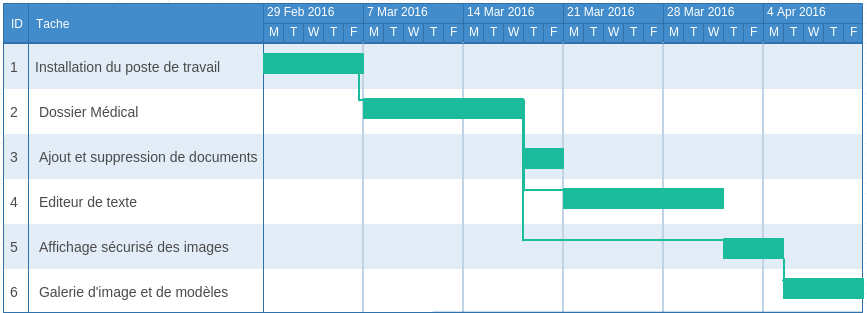 ID Tache 29 Feb 2016 7 Mar 2016 14 Mar 2016 21 Mar 2016 28 Mar 2016 4 Apr 2016
M T W T F M T W T F M T W T F M T W T F M T W T F M T W T F
1 Installation du poste de travail
2 Dossier Médical
3 Ajout et suppression de documents
4 Editeur de texte
5 Affichage sécurisé des images
6 Galerie d'image et de modèles